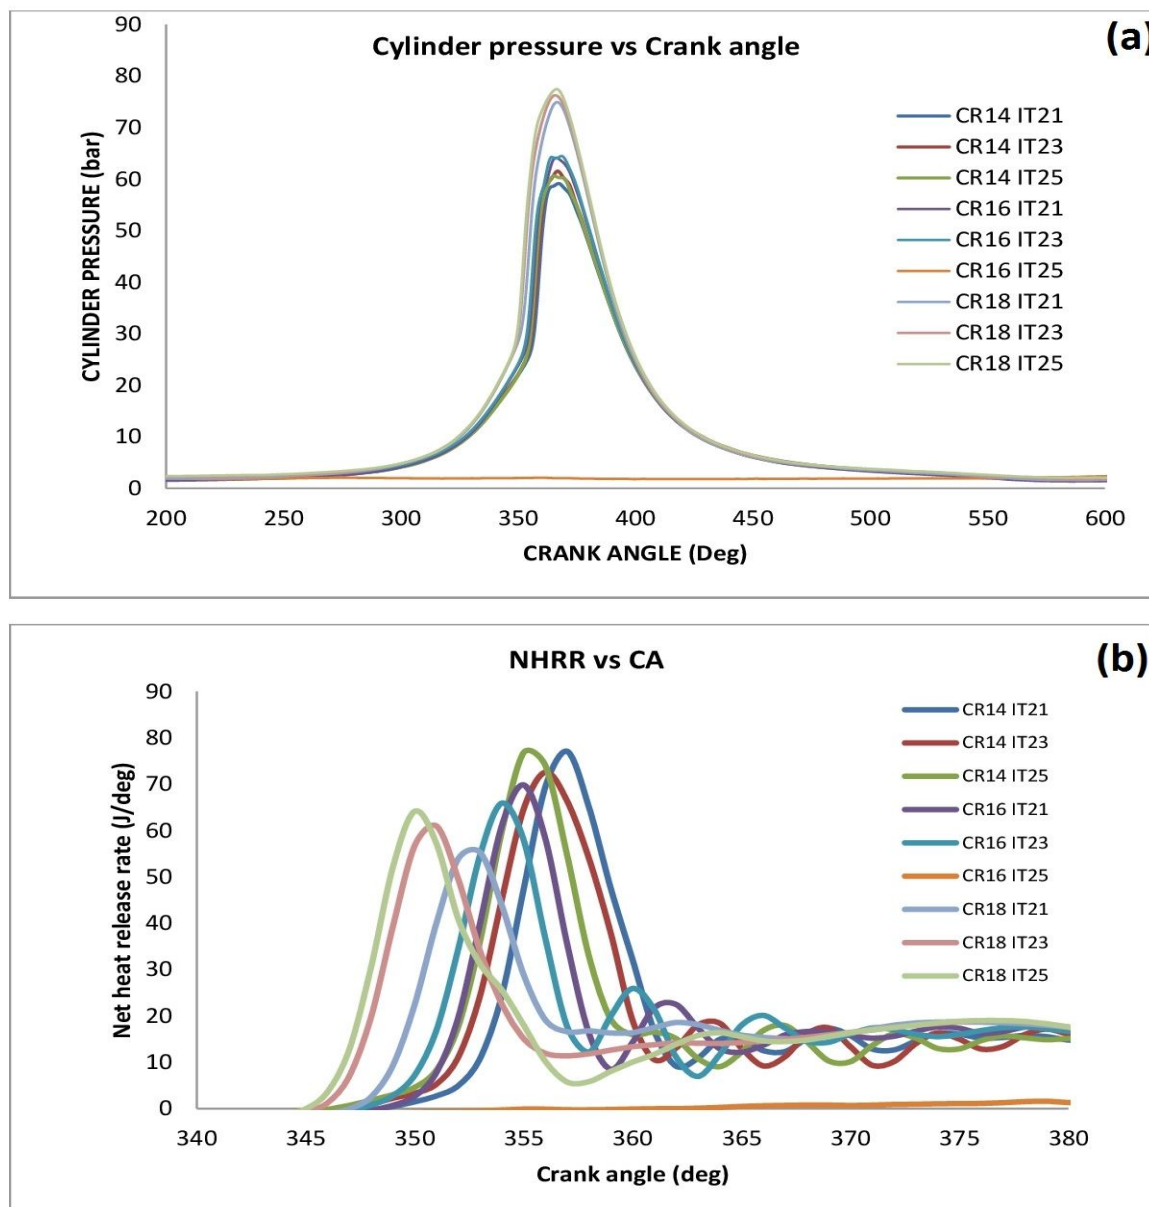 (a)
Cylinder pressure vs Crank angle
CYLINDER PRESSURE (bar)
90
80
70
60
50
40
30
20
10
0
CR14 IT21
CR14 IT23
CR14 IT25
CR16 IT21
CR16 IT23
CR16 IT25
CR18 IT21
CR18 IT23
CR18 IT25
200 250 300 350 400 450 500 550 600
CRANK ANGLE (Deg)
(b)
NHRR vs CA
Net heat release rate (J/deg)
90
80
70
60
50
40
30
20
10
0
CR14 IT21
CR14 IT23
CR14 IT25
CR16 IT21
CR16 IT23
CR16 IT25
CR18 IT21
CR18 IT23
CR18 IT25
340 345 350 355 360 365 370 375 380
Crank angle (deg)